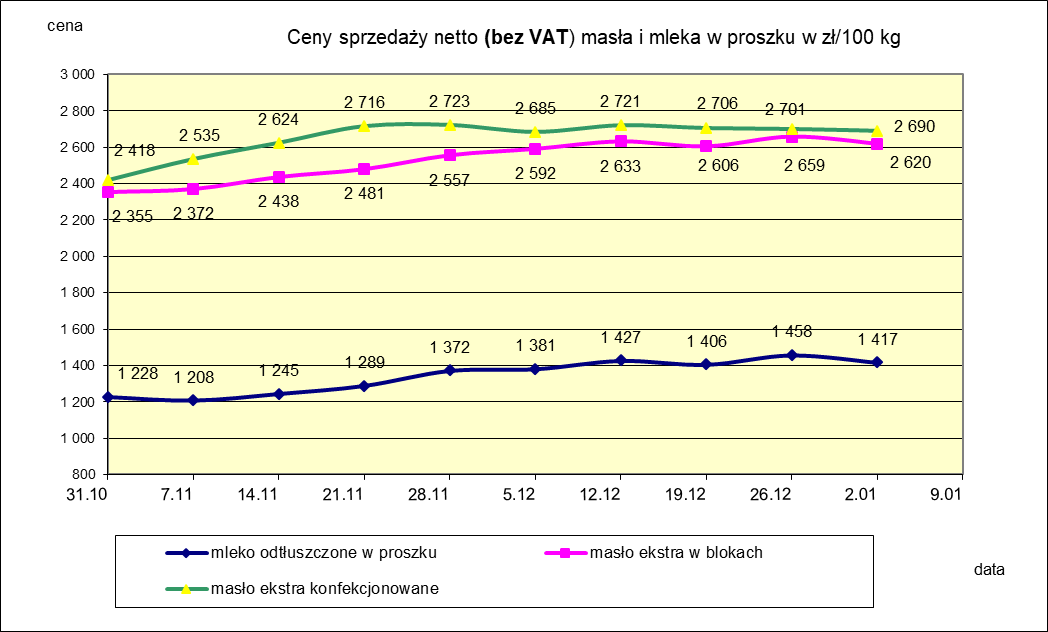 cena
Ceny sprzedaży netto (bez VAT) masła i mleka w proszku w zł/100 kg
3 000
2 800
2 600
2 400
2 200
2 000
1 800
1 600
1 400
1 200
1 000
800
2 418 2 535 2 624 2 716 2 723 2 685 2 721 2 706 2 701 2 690
2 355 2 372 2 438 2 481 2 557 2 592 2 633 2 606 2 659 2 620
1 228 1 208 1 245 1 289 1 372 1 381 1 427 1 406 1 458 1 417
31.10 7.11 14.11 21.11 28.11 5.12 12.12 19.12 26.12 2.01 9.01
mleko odtłuszczone w proszku masło ekstra w blokach
masło ekstra konfekcjonowane
data